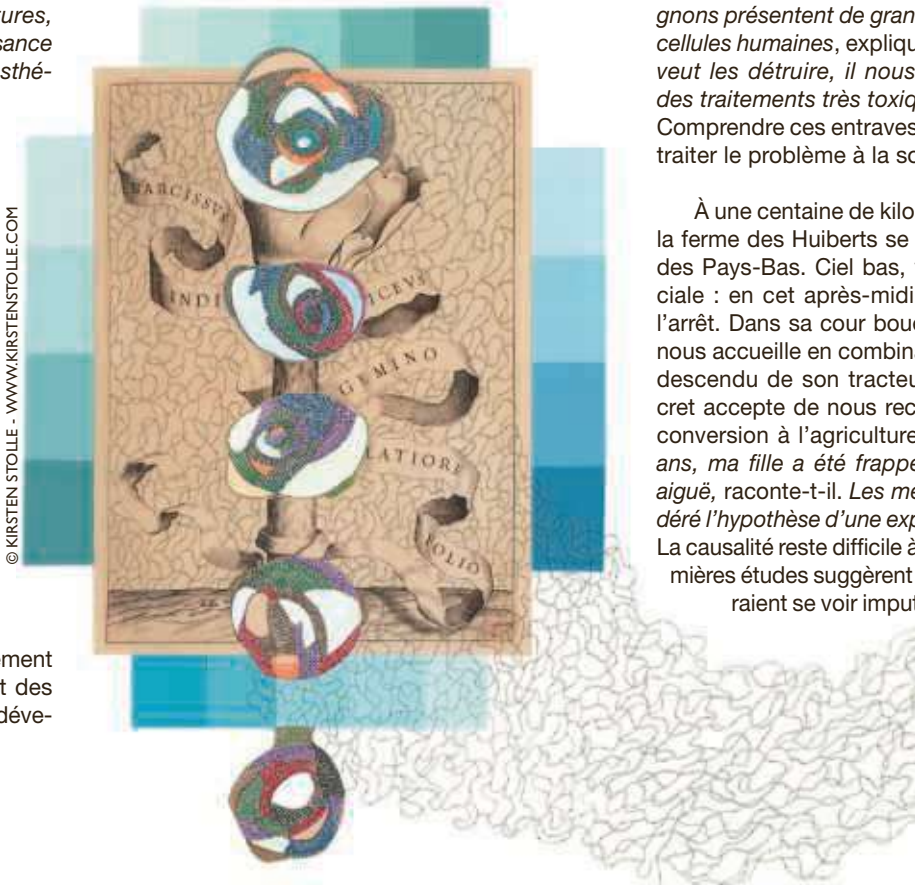 tures,
sance
sthé-
© KIRSTEN STOLLE - WWW.KIRSTENSTOLLE.COM
ement
t des
déve-
NARCISSVS
INDI
ICEVS
GEMINO
LATIORE
FOLIO
gnons présentent de gran
cellules humaines, expliqu
veut les détruire, il nous
des traitements très toxiq
Comprendre ces entraves
traiter le problème à la so
À une centaine de kilo
la ferme des Huiberts se
des Pays-Bas. Ciel bas,
ciale : en cet après-midi
l’arrêt. Dans sa cour bou
nous accueille en combina
descendu de son tracteu
cret accepte de nous rec
conversion à l’agriculture
ans, ma fille a été frappé
aiguë, raconte-t-il. Les mé
déré l’hypothèse d’une exp
La causalité reste difficile à
mières études suggèrent
raient se voir imput